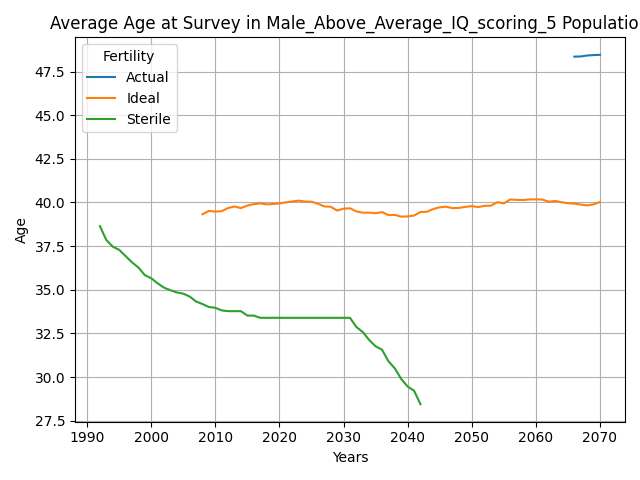 Average Age at Survey in Male_Above_Average_IQ_scoring_5 Populatio
Fertility
Actual
Ideal
Sterile
47.5
45.0
42.5
40.0
37.5
35.0
32.5
30.0
27.5
Age
1990 2000 2010 2020 2030 2040 2050 2060 2070
Years